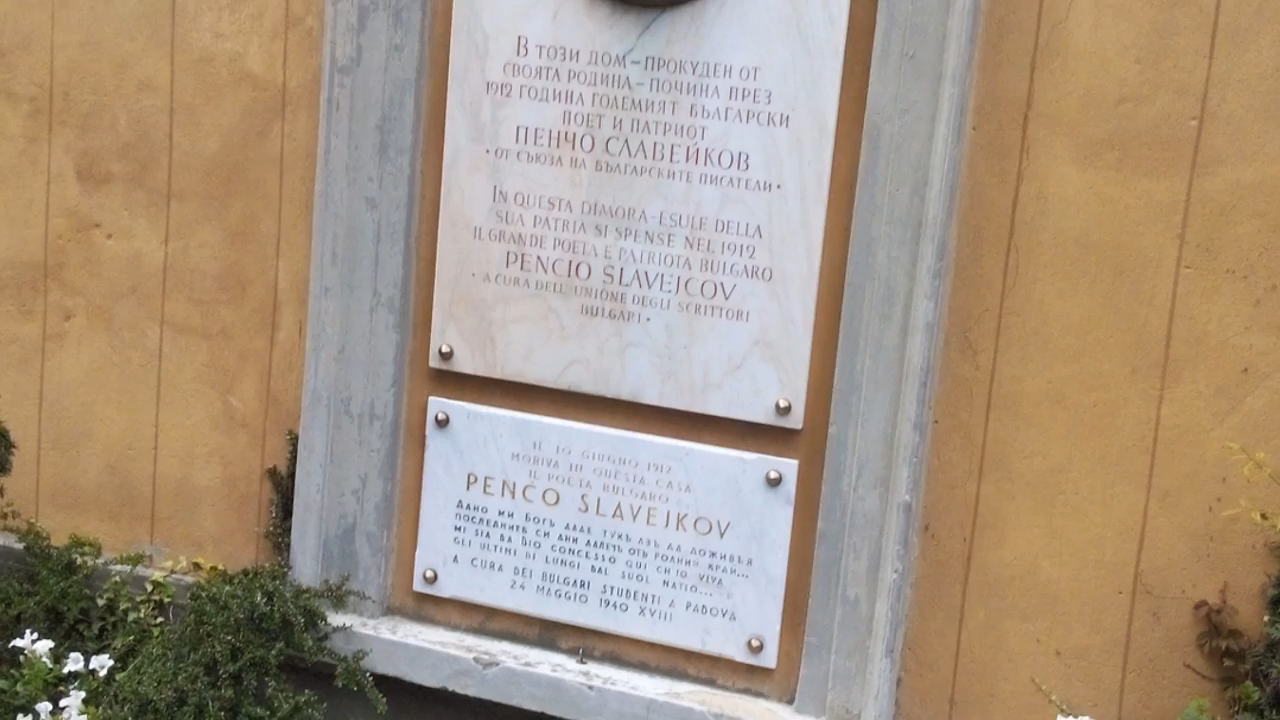 В ТОЗИ ДОМ – ПРОКУДЕН ОТ
СВОЯТА РОДИНА – ПОЧИНА ПРЕЗ
1912 ГОДИНА ГОЛЕМИЯТ БЪЛГАРСКИ
ПОЕТ И ПАТРИОТ
ПЕНЧО СЛАВЕЙКОВ
• ОТ СЪЮЗА НА БЪЛГАРСКИТЕ ПИСАТЕЛИ •
IN QUESTA DIMORA - ESULE DELLA
SUA PATRIA SI SPENSE NEL 1912
IL GRANDE POETA E PATRIOTA BULGARO
PENCIO SLAVEJCOV
• A CURA DELL'UNIONE DEGLI SCRITTORI
BULGARI •
IL 10 GIUGNO 1912
MORIVA IN QUESTA CASA
IL POETA BULGARO
PENČO SLAVEJKOV
ДАНО МИ БОГЪ ДАДЕ ТУКЪ АЗЪ ДА ДОЖИВЪЯ
ПОСЛЕДНИТѢ СИ ДНИ ДАЛЕЧЪ ОТЪ РОДНИЯ КРАЙ...
MI SIA DA DIO CONCESSO QUI CH'IO VIVA
GLI ULTIMI DI LUNGI DAL SUOL NATIO...
A CURA DEI BULGARI STUDENTI A PADOVA
24 MAGGIO 1940 XVIII